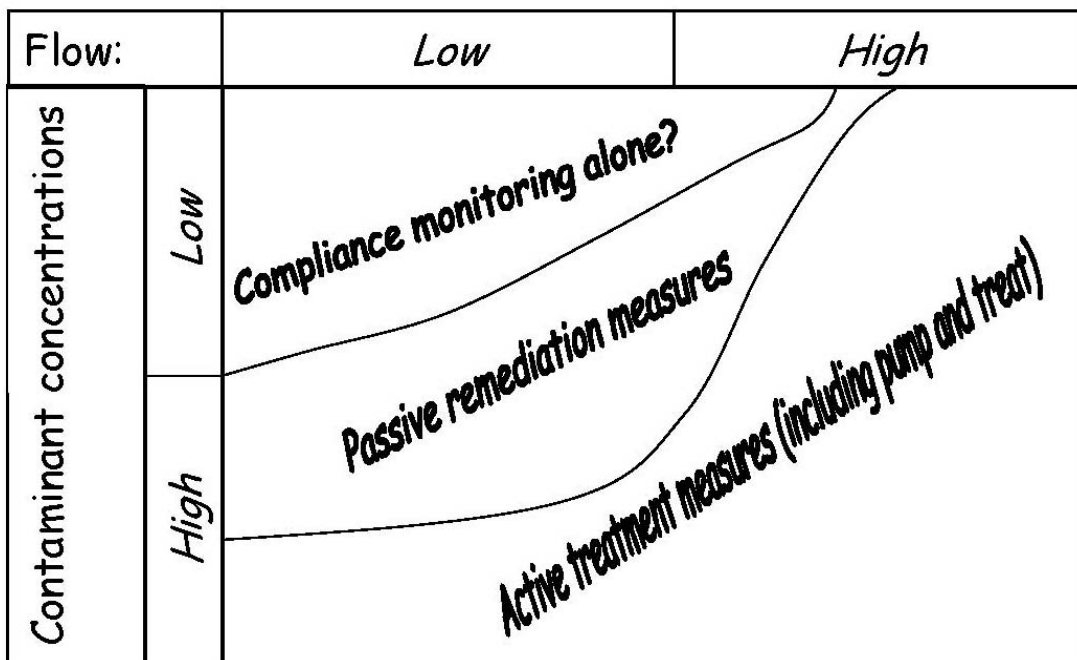 Flow:
Low
High
Contaminant concentrations
Low
High
Compliance monitoring alone?
Passive remediation measures
Active treatment measures (including pump and treat)